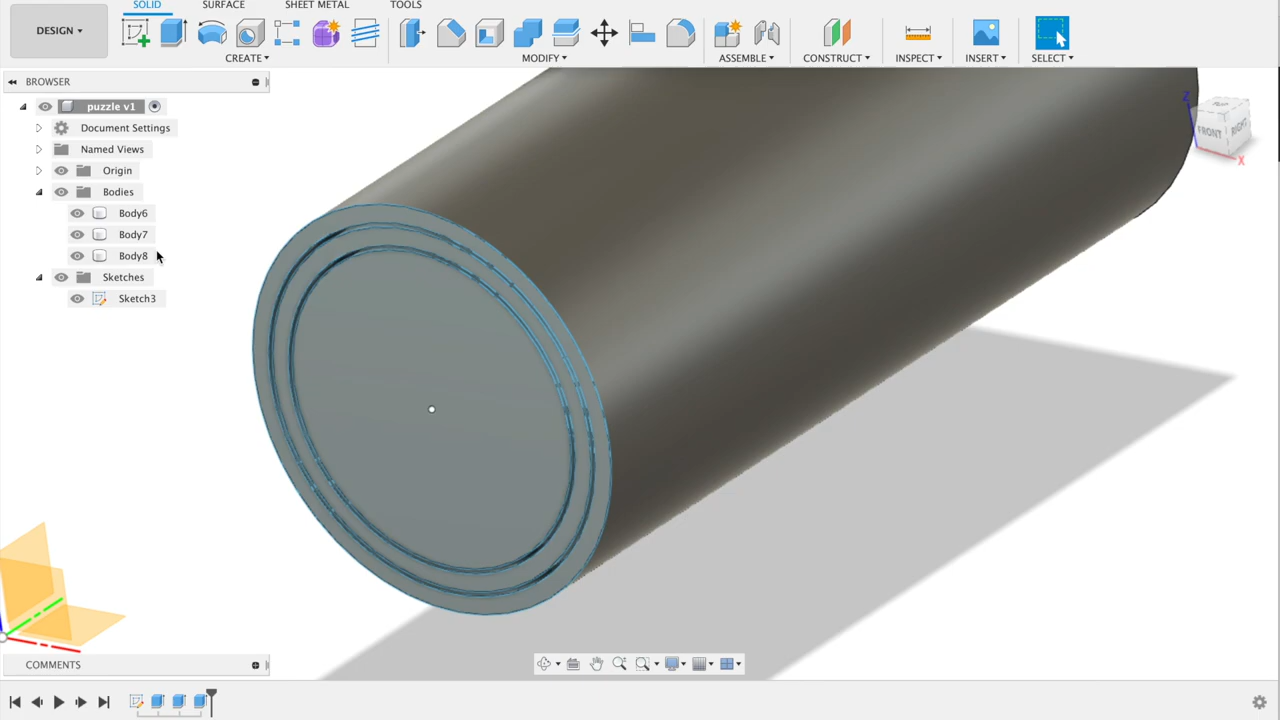 SOLID SURFACE SHEET METAL TOOLS
DESIGN
CREATE MODIFY ASSEMBLE CONSTRUCT INSPECT INSERT SELECT
BROWSER
puzzle v1
Document Settings
Named Views
Origin
Bodies
Body6
Body7
Body8
Sketches
Sketch3
Z
FRONT RIGHT
X
COMMENTS